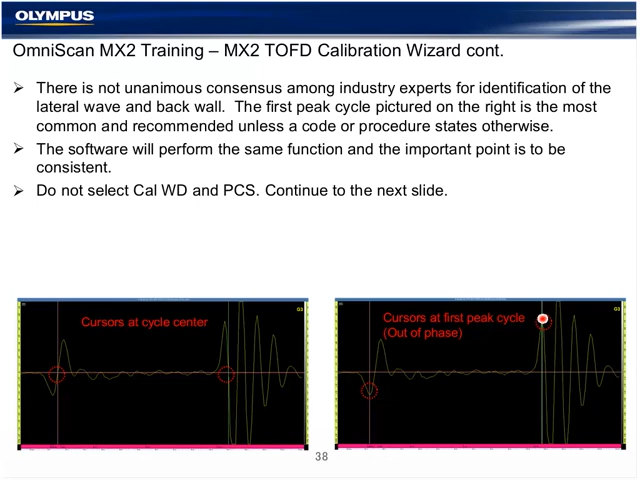 OLYMPUS
OmniScan MX2 Training – MX2 TOFD Calibration Wizard cont.
➢ There is not unanimous consensus among industry experts for identification of the
lateral wave and back wall.  The first peak cycle pictured on the right is the most
common and recommended unless a code or procedure states otherwise.
➢ The software will perform the same function and the important point is to be
consistent.
➢ Do not select Cal WD and PCS. Continue to the next slide.
Cursors at cycle center
Cursors at first peak cycle
(Out of phase)
38